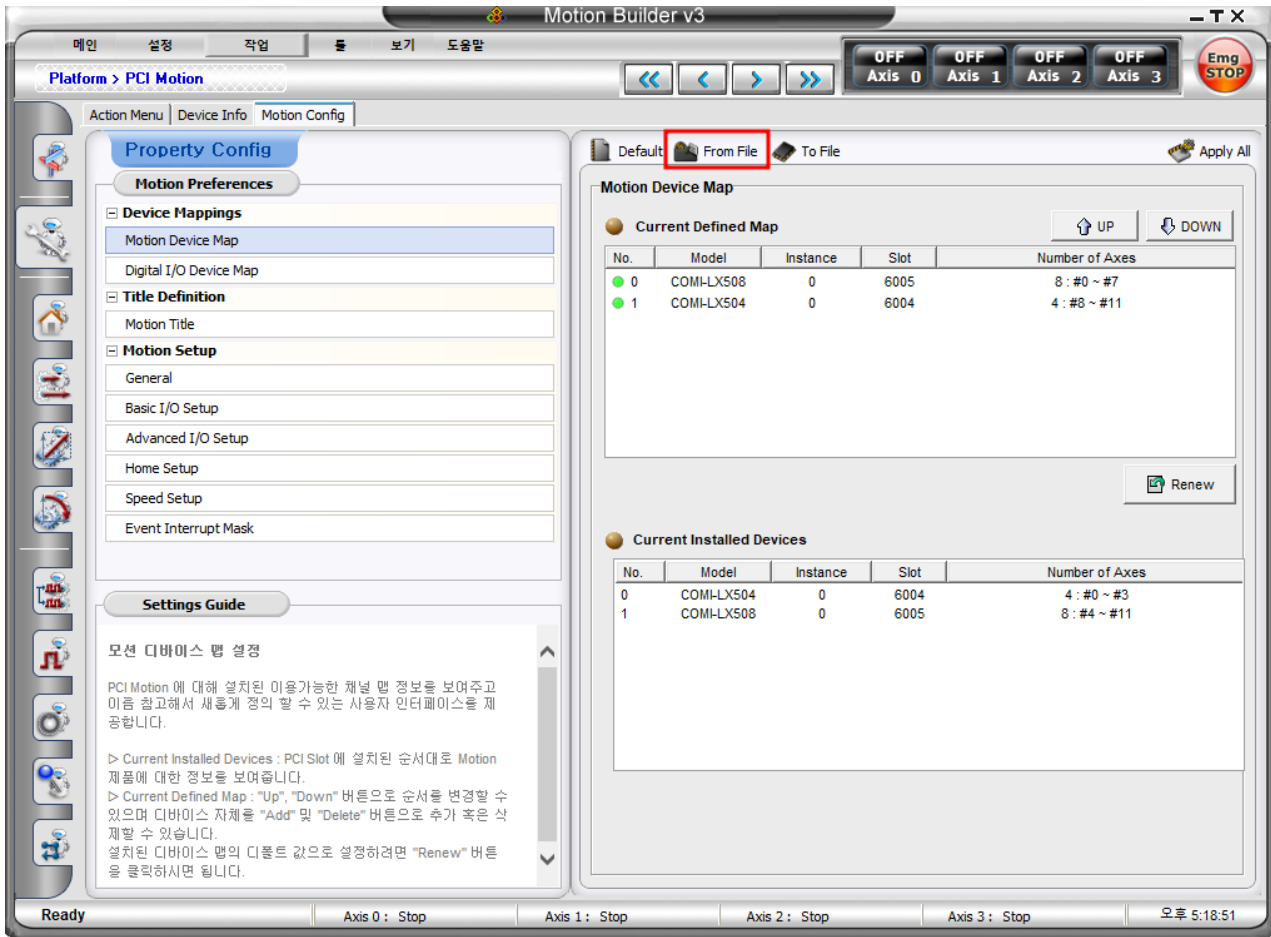 Motion Builder v3
메인 설정 작업 툴 보기 도움말
Platform > PCI Motion
OFF Axis 0 OFF Axis 1 OFF Axis 2 OFF Axis 3
Emg STOP
Action Menu Device Info Motion Config
Property Config
Motion Preferences
Device Mappings
Motion Device Map
Digital I/O Device Map
Title Definition
Motion Title
Motion Setup
General
Basic I/O Setup
Advanced I/O Setup
Home Setup
Speed Setup
Event Interrupt Mask
Settings Guide
모션 디바이스 맵 설정
PCI Motion 에 대해 설치된 이용가능한 채널 맵 정보를 보여주고
이를 참고해서 새롭게 정의 할 수 있는 사용자 인터페이스를 제
공합니다.
▷ Current Installed Devices : PCI Slot 에 설치된 순서대로 Motion
제품에 대한 정보를 보여줍니다.
▷ Current Defined Map : "Up", "Down" 버튼으로 순서를 변경할 수
있으며 디바이스 자체를 "Add" 및 "Delete" 버튼으로 추가 혹은 삭
제할 수 있습니다.
설치된 디바이스 맵의 디폴트 값으로 설정하려면 "Renew" 버튼
을 클릭하시면 됩니다.
Default From File To File Apply All
Motion Device Map
Current Defined Map UP DOWN
No. Model Instance Slot Number of Axes
0 COMI-LX508 0 6005 8 : #0 ~ #7
1 COMI-LX504 0 6004 4 : #8 ~ #11
Renew
Current Installed Devices
No. Model Instance Slot Number of Axes
0 COMI-LX504 0 6004 4 : #0 ~ #3
1 COMI-LX508 0 6005 8 : #4 ~ #11
Ready Axis 0 : Stop Axis 1 : Stop Axis 2 : Stop Axis 3 : Stop 오후 5:18:51